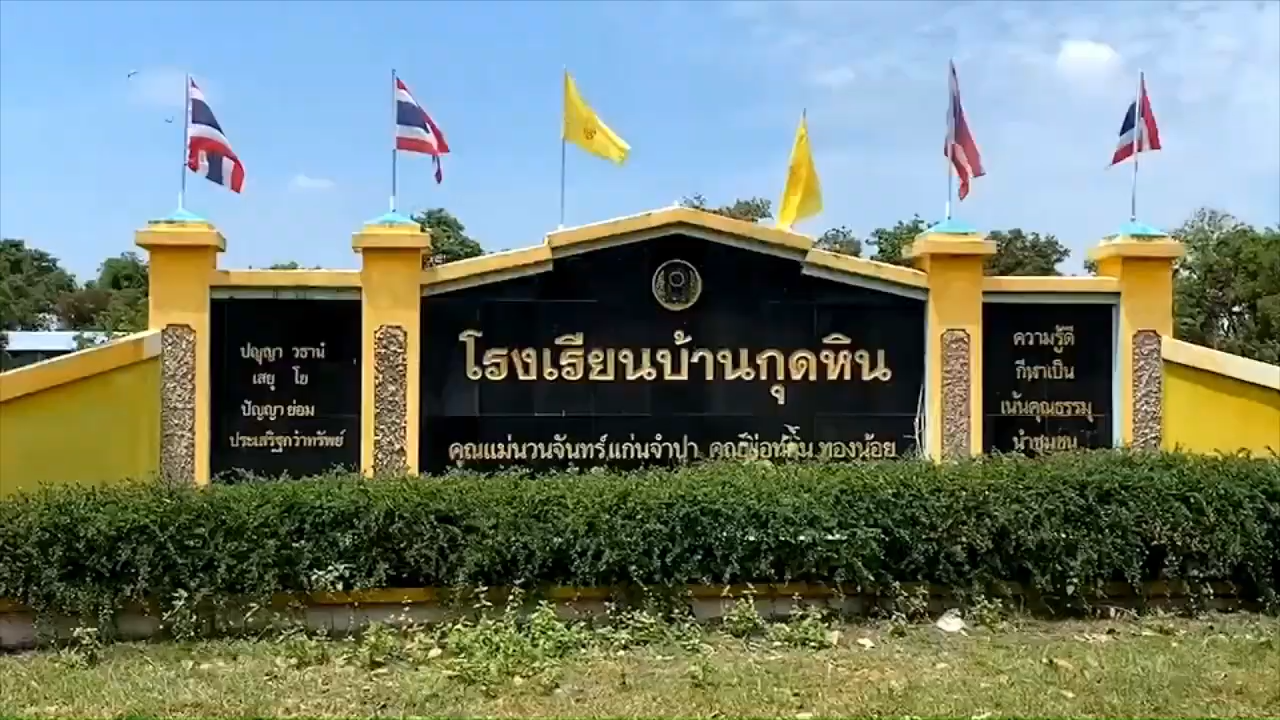 ปญฺญา วธานํ
เสยฺ โย
ปัญญา ย่อม
ประเสริฐกว่าทรัพย์
โรงเรียนบ้านกุดหิน
คุณแม่นวนจันทร์ แก่นจำปา ทองน้อย
ความรู้ดี
กีฬาเป็น
เน้นคุณธรรม
นำชุมชน